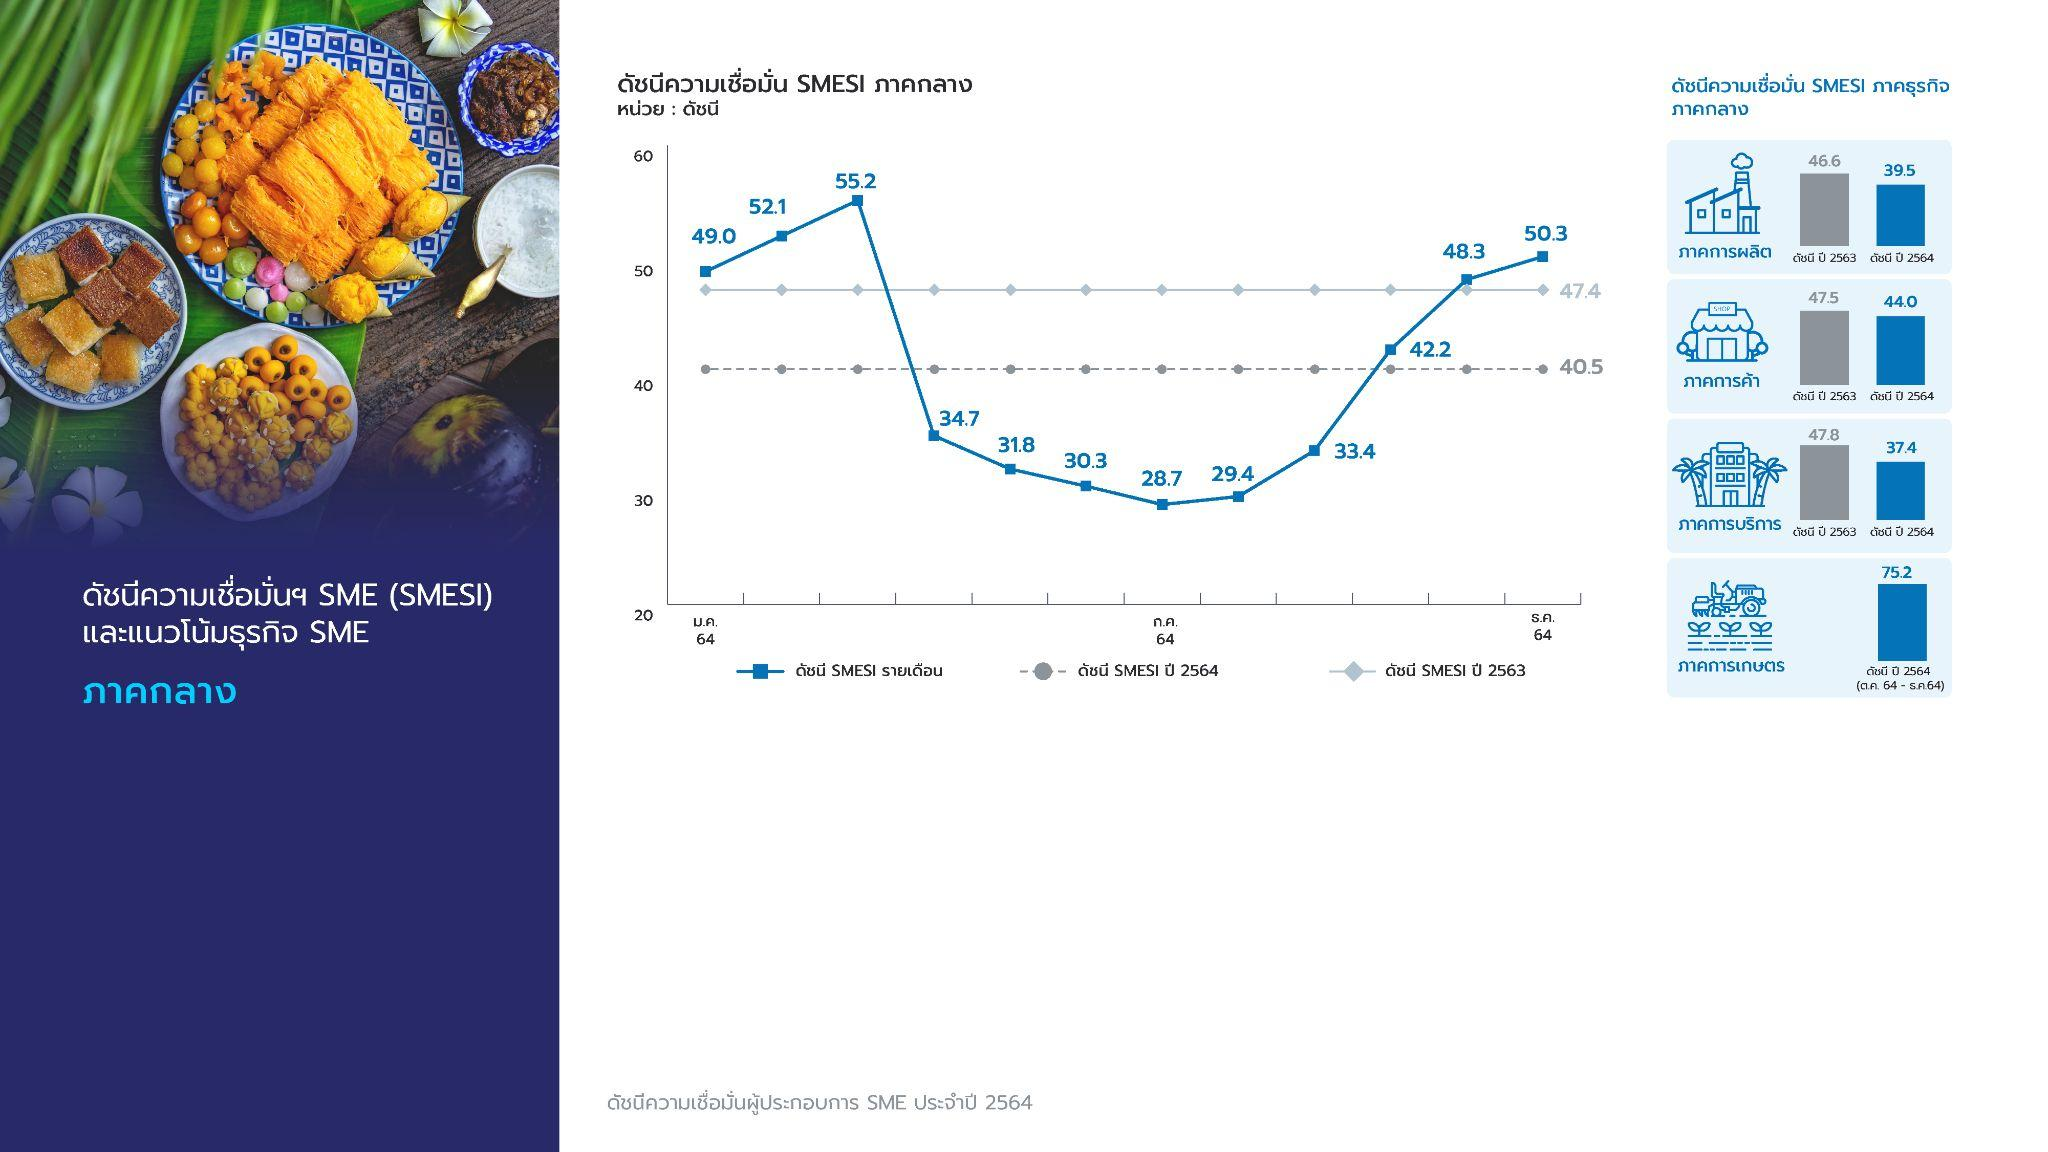 ดัชนีความเชื่อมั่นฯ SME (SMESI)
และแนวโน้มธุรกิจ SME
ภาคกลาง
ดัชนีความเชื่อมั่น SMESI ภาคกลาง
หน่วย : ดัชนี
60
50
40
30
20
49.0
52.1
55.2
34.7
31.8
30.3
28.7
29.4
33.4
42.2
48.3
50.3
47.4
40.5
ม.ค.
64
ก.ค.
64
ธ.ค.
64
ดัชนี SMESI รายเดือน
ดัชนี SMESI ปี 2564
ดัชนี SMESI ปี 2563
ดัชนีความเชื่อมั่น SMESI ภาคธุรกิจ
ภาคกลาง
46.6
39.5
ภาคการผลิต
ดัชนี ปี 2563
ดัชนี ปี 2564
SHOP
47.5
44.0
ภาคการค้า
ดัชนี ปี 2563
ดัชนี ปี 2564
47.8
37.4
ภาคการบริการ
ดัชนี ปี 2563
ดัชนี ปี 2564
75.2
ภาคการเกษตร
ดัชนี ปี 2564
(ต.ค. 64 - ธ.ค.64)
ดัชนีความเชื่อมั่นผู้ประกอบการ SME ประจำปี 2564